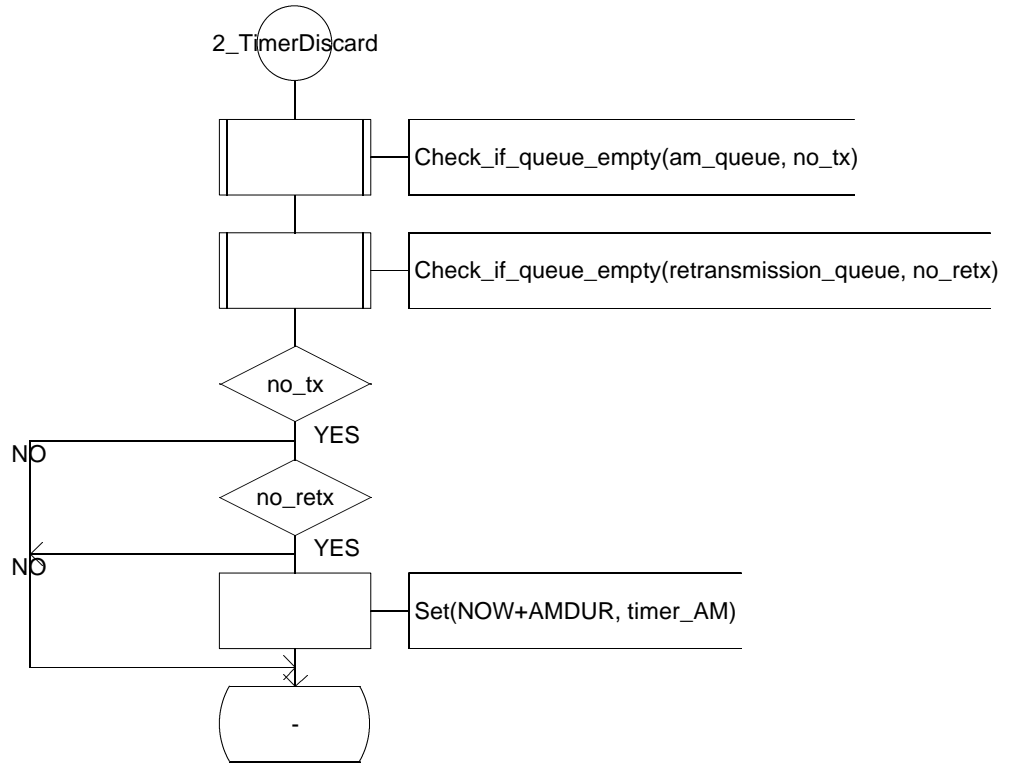 2_TimerDiscard
Check_if_queue_empty(am_queue, no_tx)
Check_if_queue_empty(retransmission_queue, no_retx)
no_tx
YES
NO
no_retx
YES
NO
Set(NOW+AMDUR, timer_AM)
-